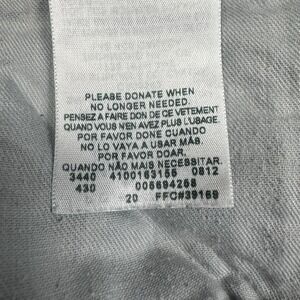 PLEASE DONATE WHEN
NO LONGER NEEDED.
PENSEZ A FAIRE DON DE CE VETEMENT
QUAND VOUS N'EN AVEZ PLUS L'USAGE.
POR FAVOR DONE CUANDO
NO LO VAYA A USAR MÁS.
POR FAVOR DOAR.
QUANDO NÃO MAIS NECESSITAR.
3440 4100163156 0812
430 005694258
20 FFC#39169